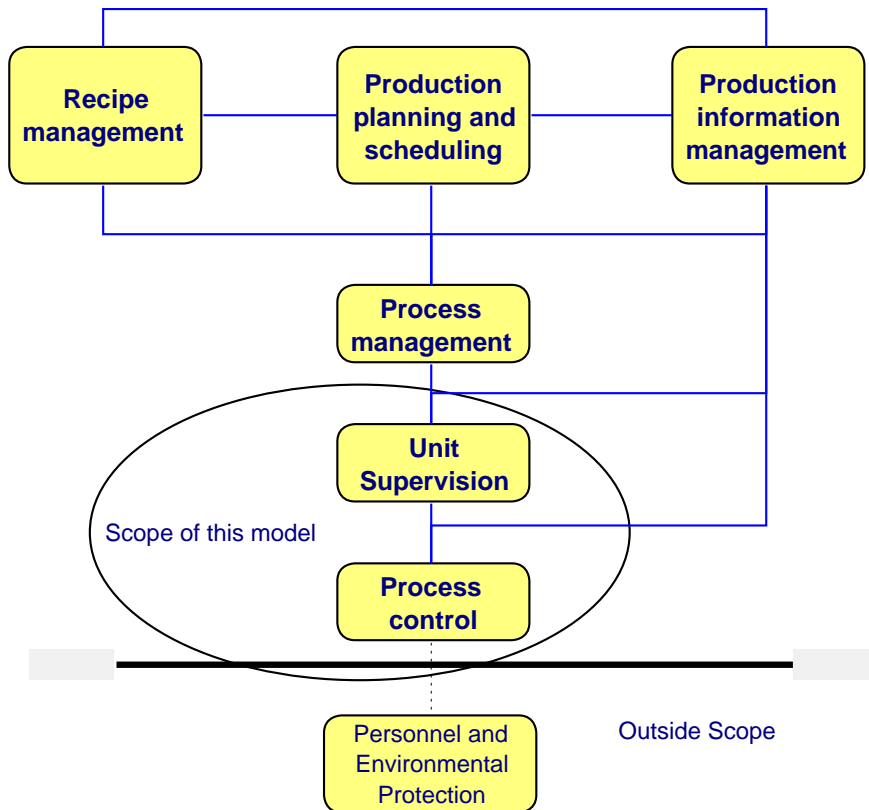 Recipe
management
Production
planning and
scheduling
Production
information
management
Process
management
Unit
Supervision
Scope of this model
Process
control
Personnel and
Environmental
Protection
Outside Scope